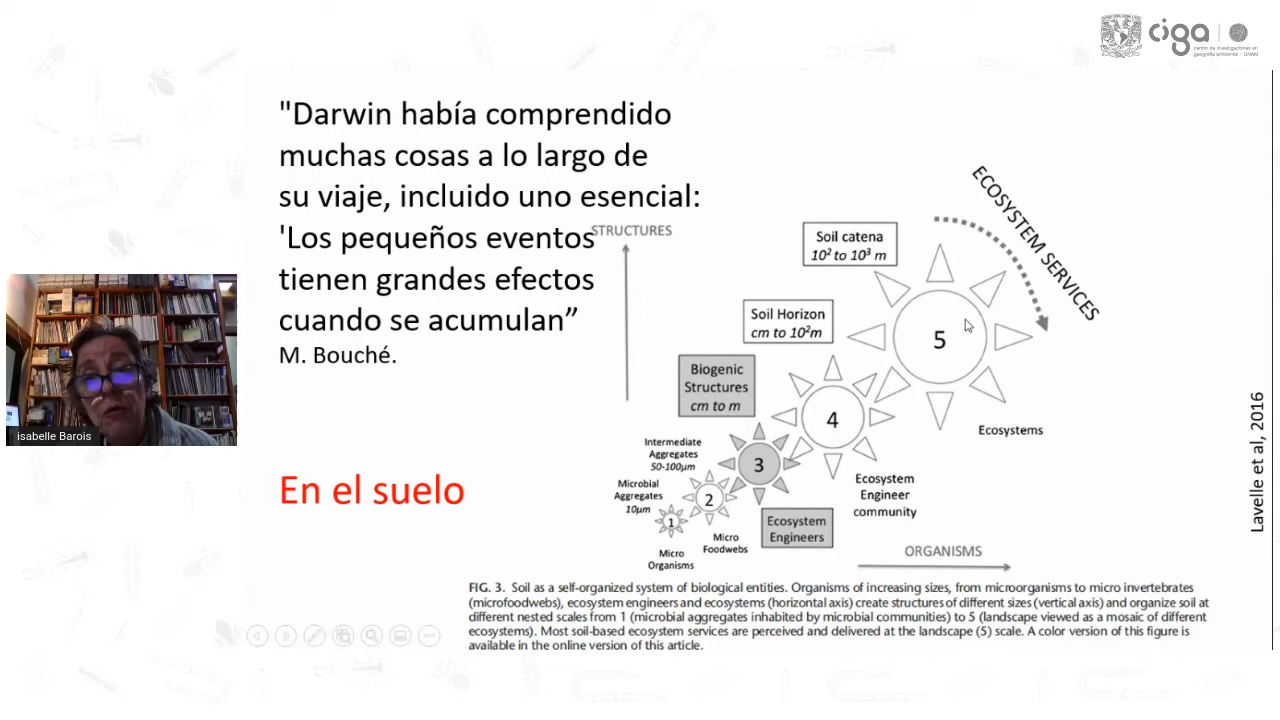 ciga
centro de investigaciones en
geografía ambiental - UNAM
"Darwin había comprendido
muchas cosas a lo largo de
su viaje, incluido uno esencial:
'Los pequeños eventos
tienen grandes efectos
cuando se acumulan”
M. Bouché.
En el suelo
isabelle Barois
STRUCTURES
ECOSYSTEM SERVICES
Soil catena
10² to 10³ m
Soil Horizon
cm to 10²m
Biogenic
Structures
cm to m
Intermediate
Aggregates
50-100µm
Microbial
Aggregates
10µm
5
4
3
2
1
Ecosystems
Ecosystem
Engineer
community
Ecosystem
Engineers
Micro
Foodwebs
Micro
Organisms
ORGANISMS
Lavelle et al, 2016
FIG. 3. Soil as a self-organized system of biological entities. Organisms of increasing sizes, from microorganisms to micro invertebrates
(microfoodwebs), ecosystem engineers and ecosystems (horizontal axis) create structures of different sizes (vertical axis) and organize soil at
different nested scales from 1 (microbial aggregates inhabited by microbial communities) to 5 (landscape viewed as a mosaic of different
ecosystems). Most soil-based ecosystem services are perceived and delivered at the landscape (5) scale. A color version of this figure is
available in the online version of this article.